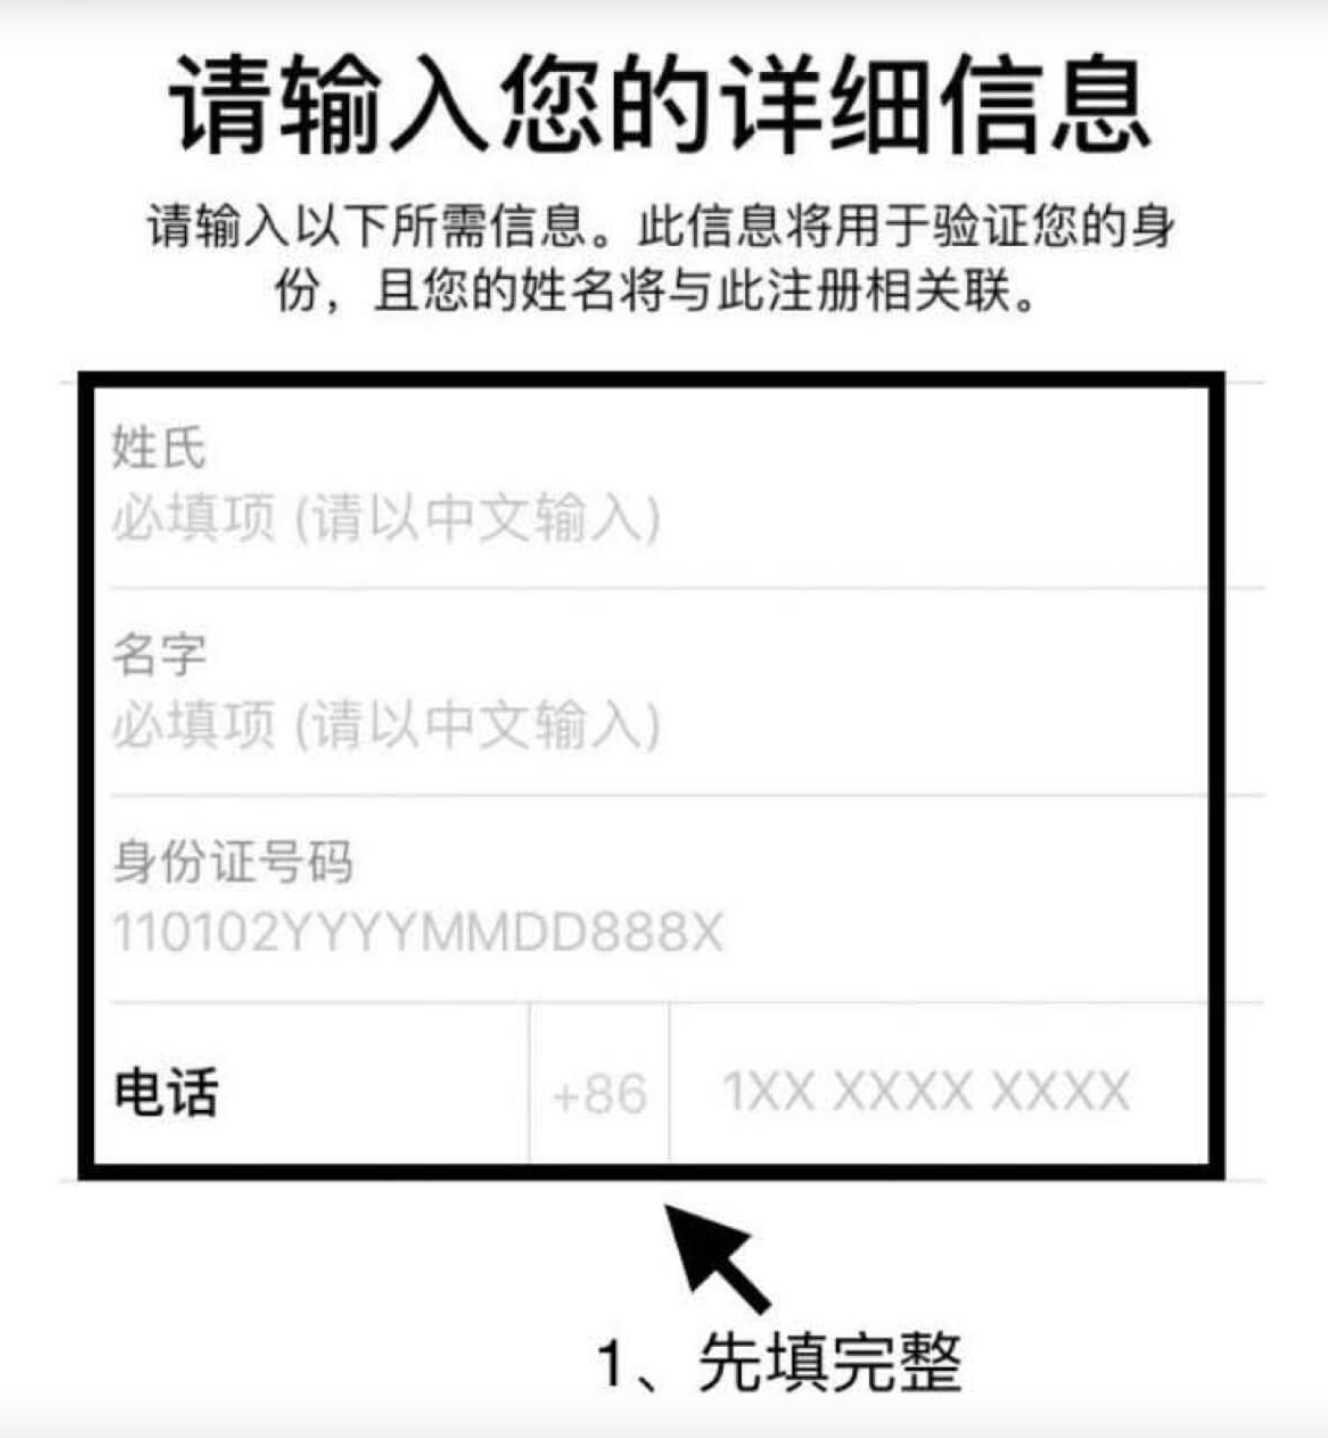 请输入您的详细信息
请输入以下所需信息。此信息将用于验证您的身
份，且您的姓名将与此注册相关联。
姓氏
必填项 (请以中文输入)
名字
必填项 (请以中文输入)
身份证号码
110102YYYYMMDD888X
电话 +86 1XX XXXX XXXX
1、先填完整